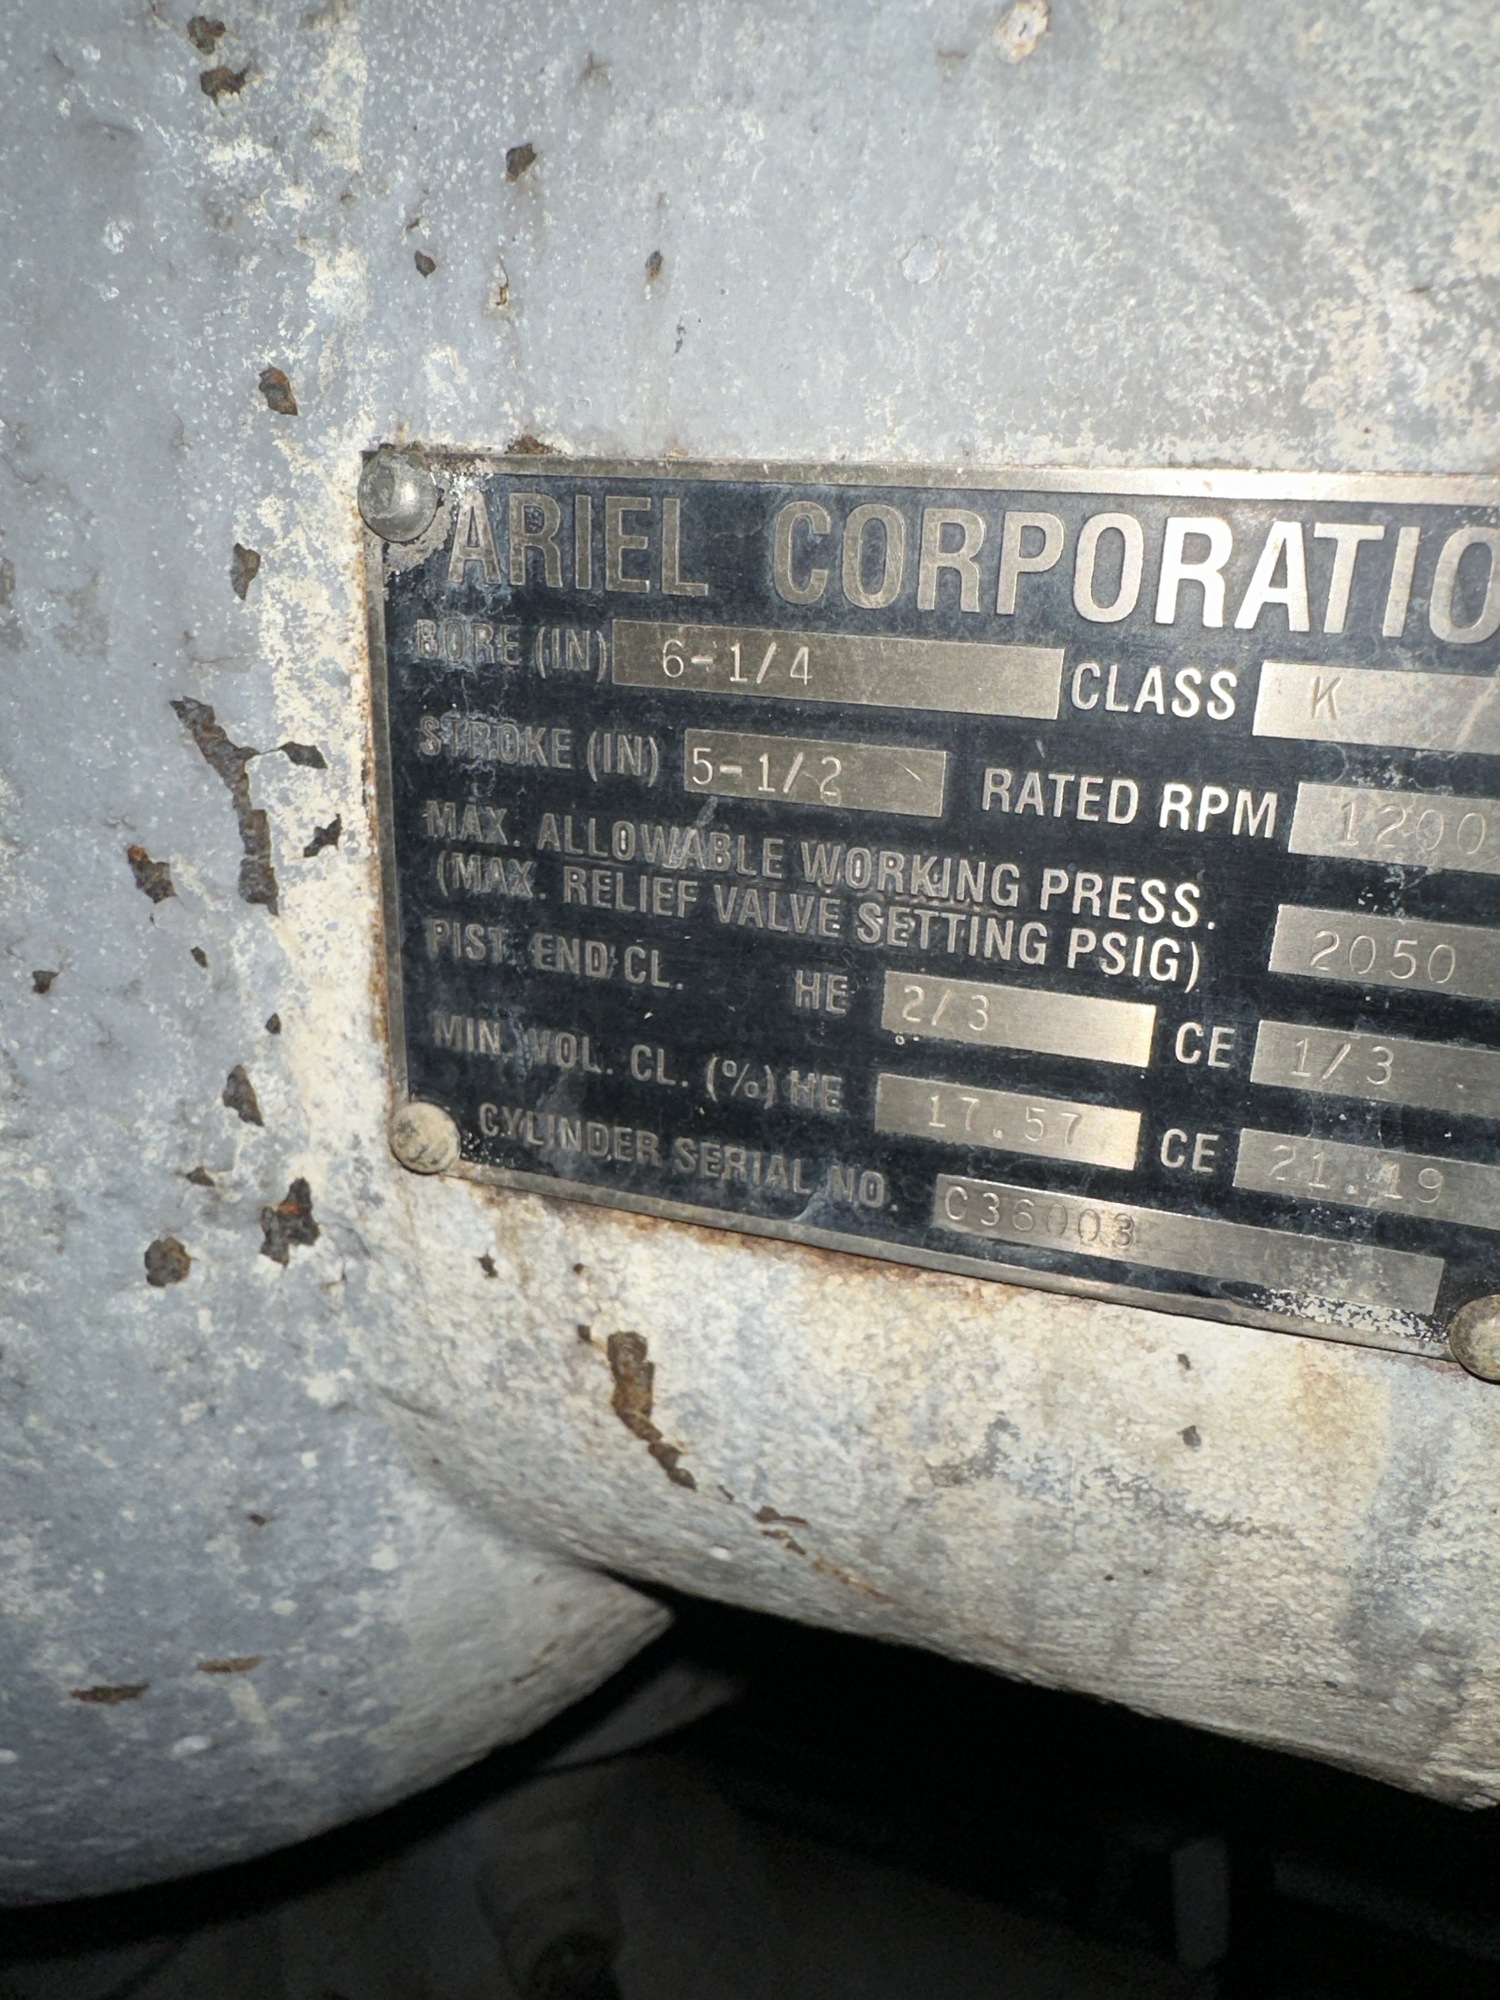 ARIEL CORPORATIO
BORE (IN) 6-1/4 CLASS K
STROKE (IN) 5-1/2 RATED RPM 1200
MAX. ALLOWABLE WORKING PRESS.
(MAX. RELIEF VALVE SETTING PSIG) 2050
PIST. END CL. HE 2/3 CE 1/3
MIN. VOL. CL. (%) HE 17.57 CE 21.19
CYLINDER SERIAL NO. C36003